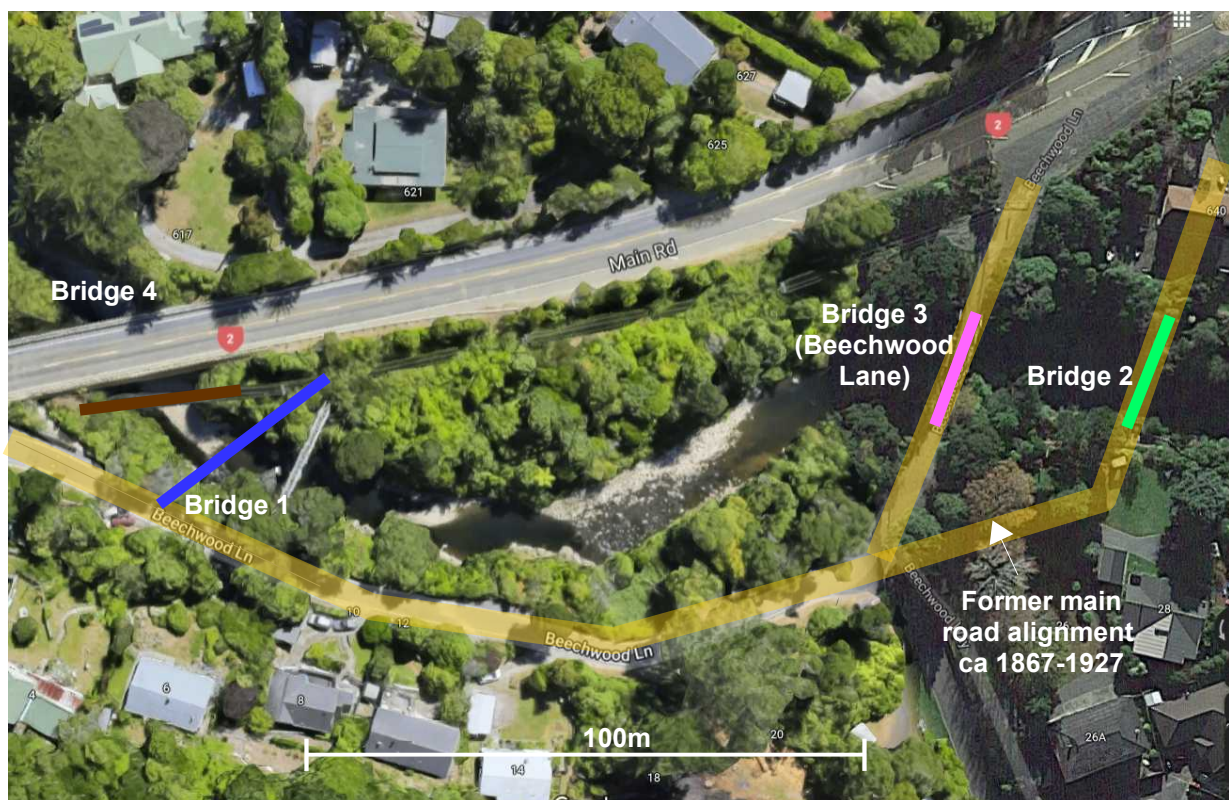 627
2
Beechwood Ln
625
621
640
617
Main Rd
Bridge 4
2
Bridge 3
(Beechwood
Lane)
Bridge 2
Bridge 1
Beechwood Ln
10
12
Beechwood Ln
Former main
road alignment
ca 1867-1927
28
26
4
6
8
100m
20
26A
14
18